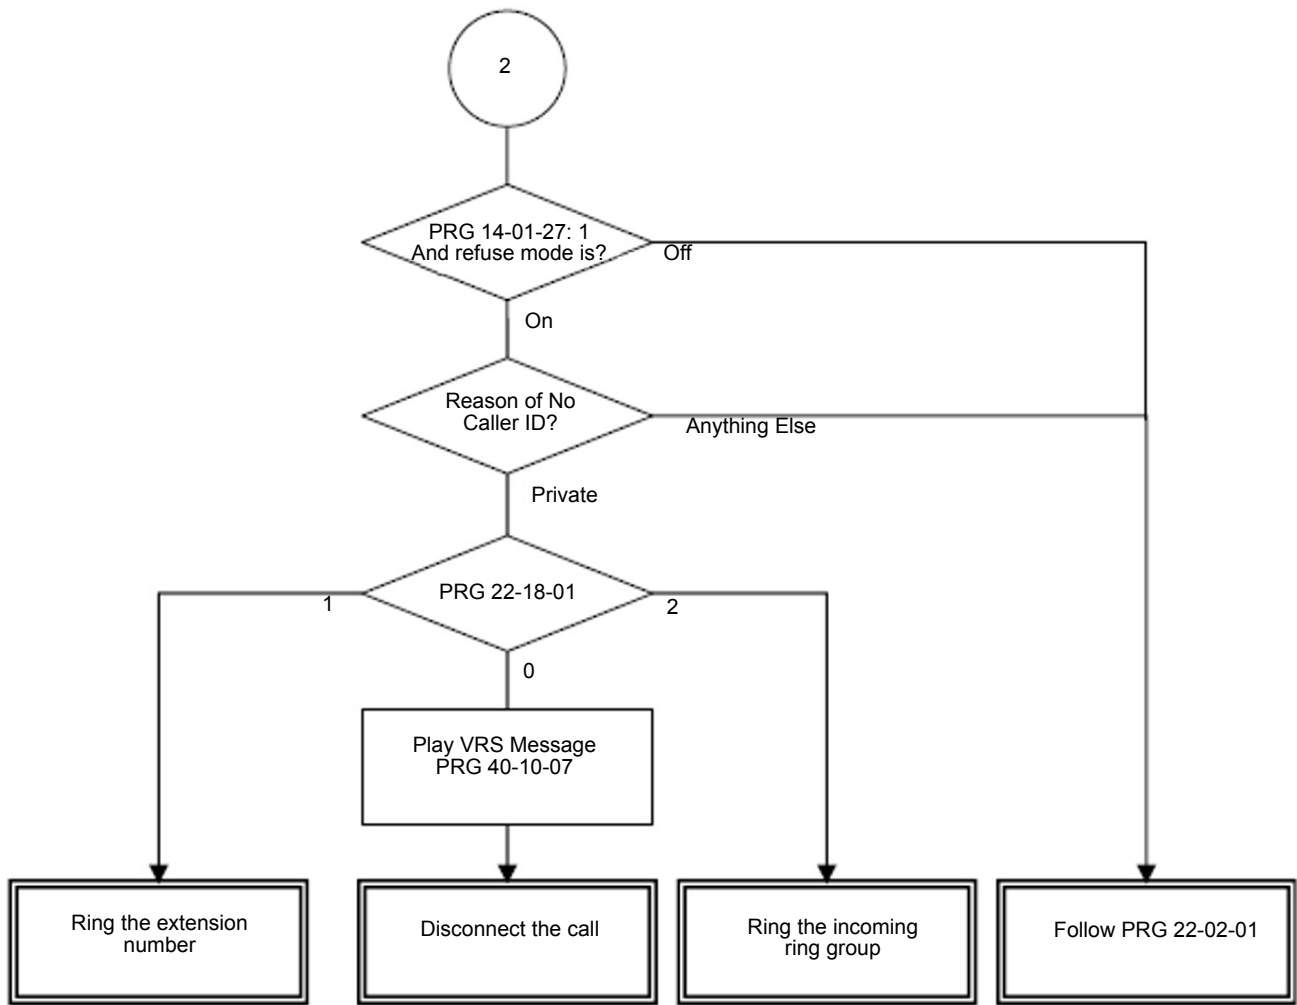 2
PRG 14-01-27: 1
And refuse mode is?
Off
On
Reason of No
Caller ID?
Anything Else
Private
PRG 22-18-01
1
2
0
Play VRS Message
PRG 40-10-07
Ring the extension
number
Disconnect the call
Ring the incoming
ring group
Follow PRG 22-02-01